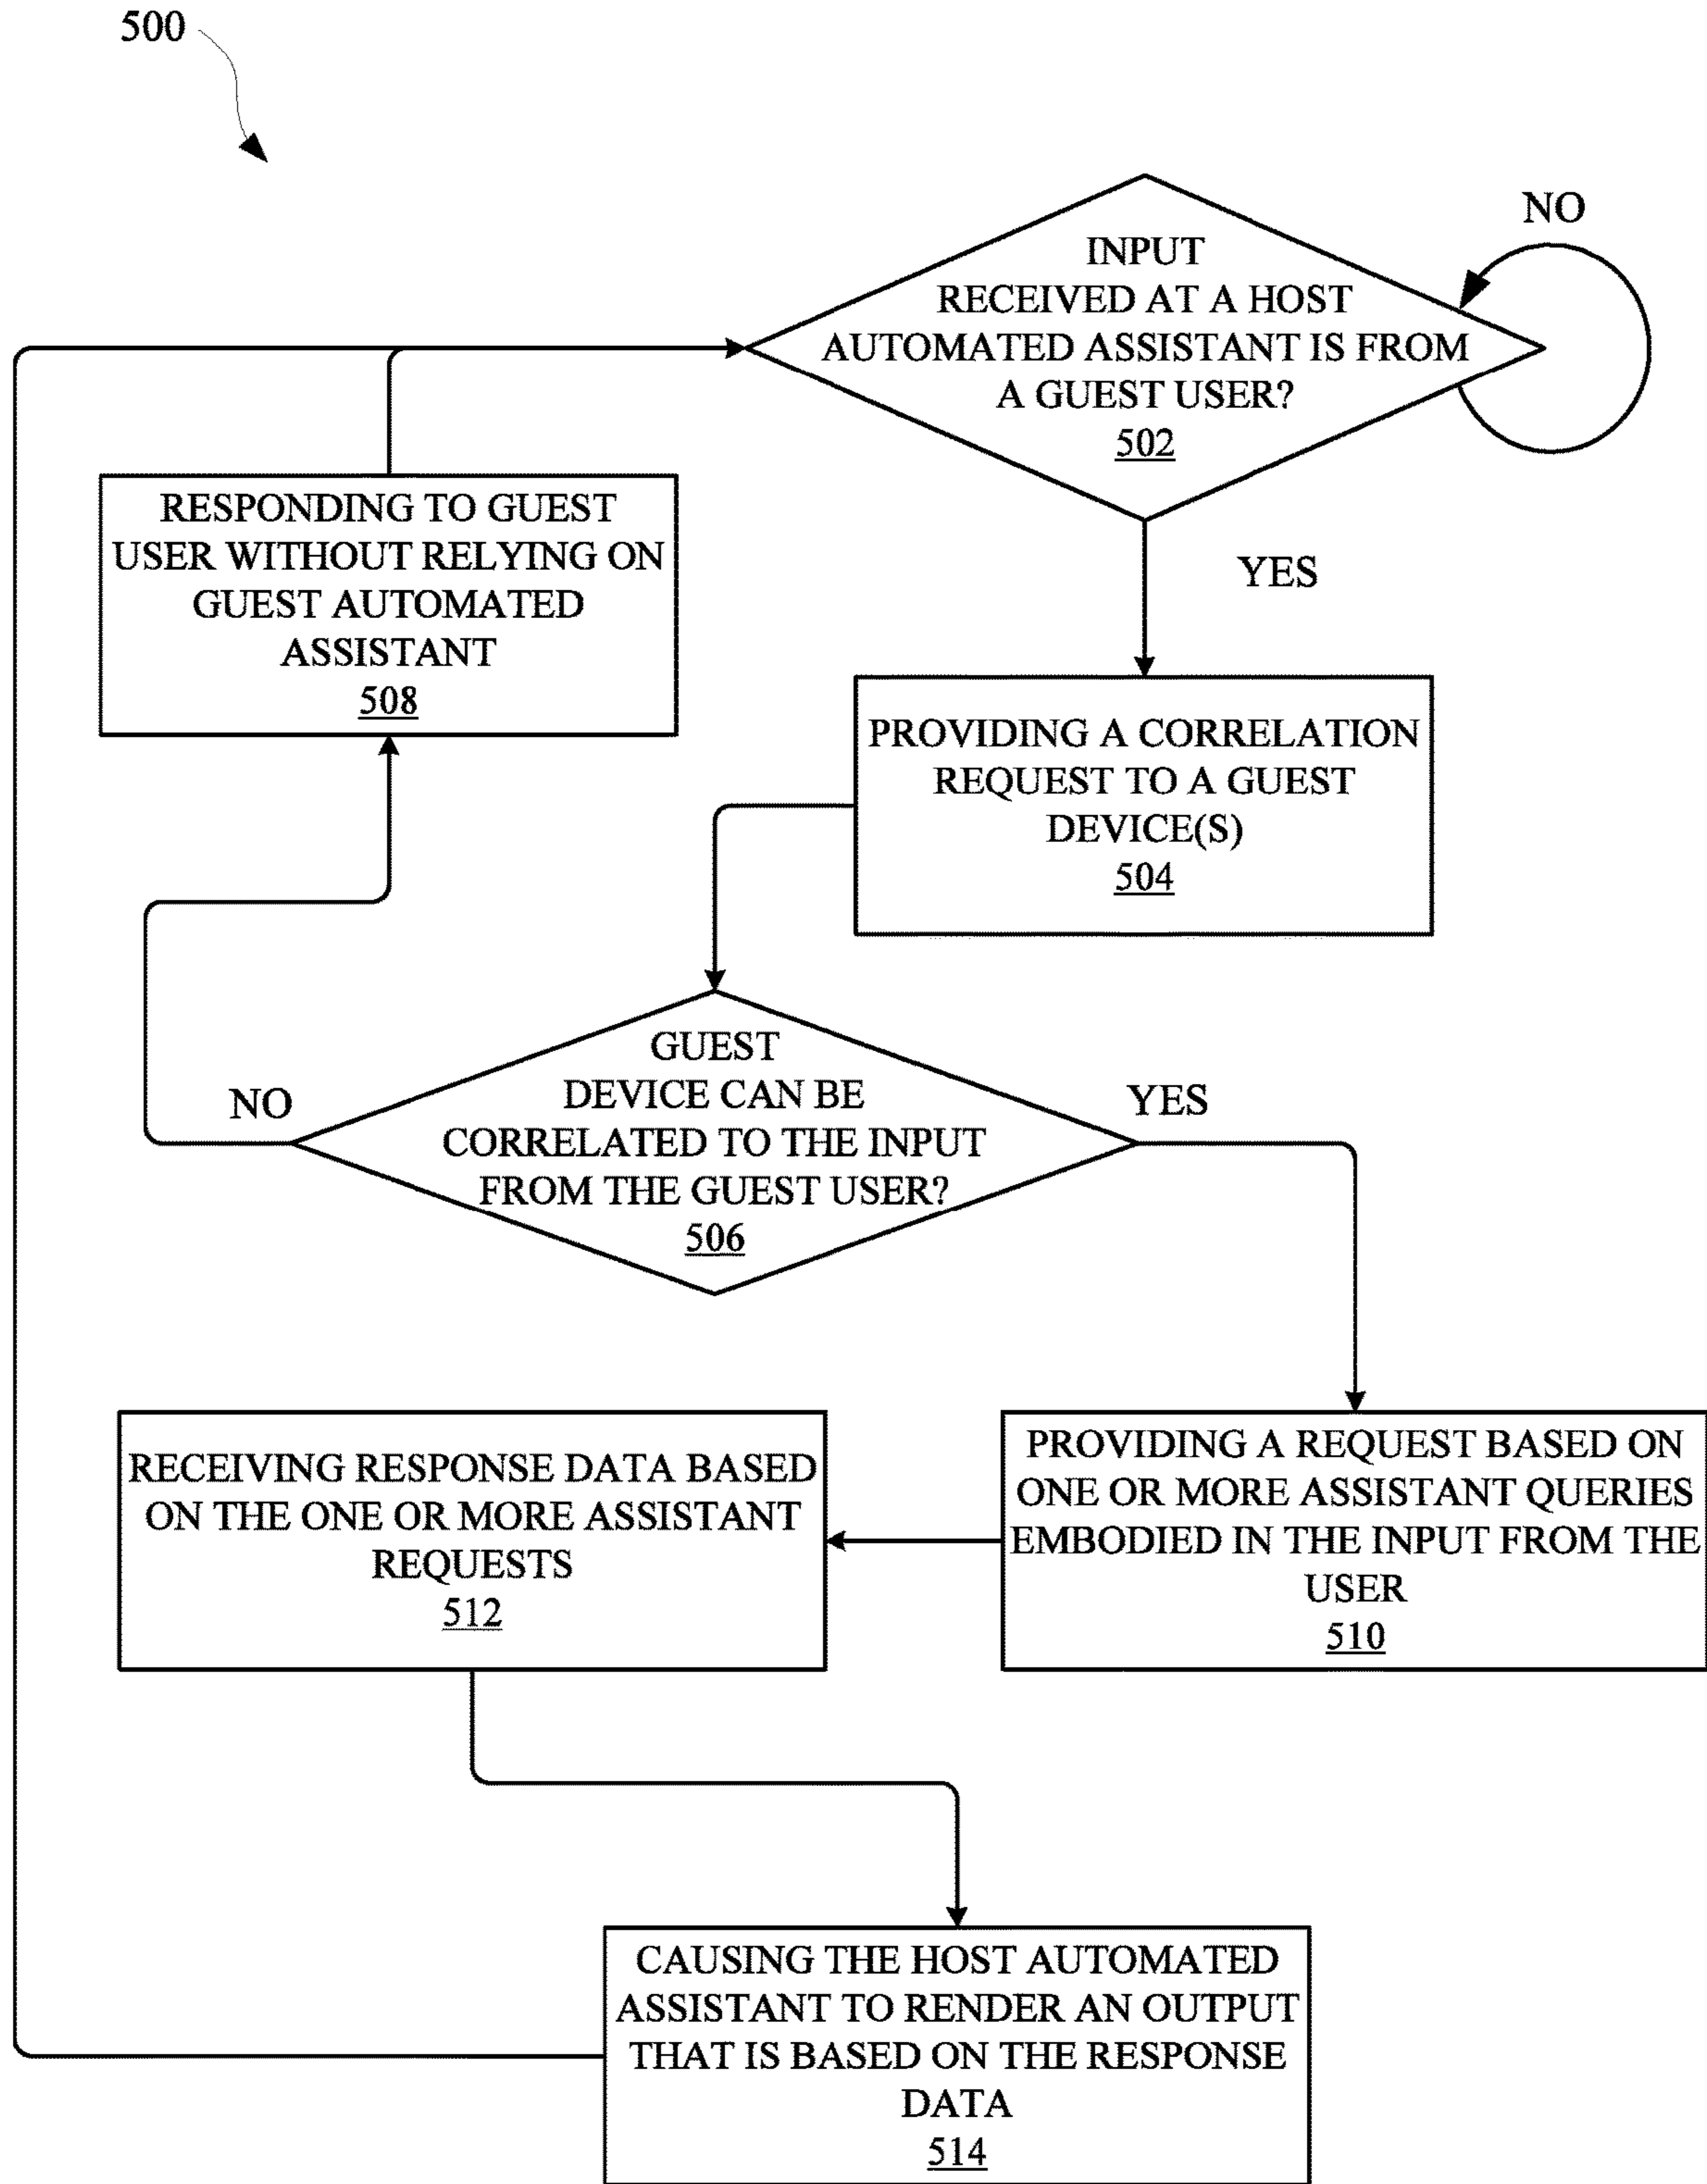 500
NO
INPUT
RECEIVED AT A HOST
AUTOMATED ASSISTANT IS FROM
A GUEST USER?
502
YES
RESPONDING TO GUEST
USER WITHOUT RELYING ON
GUEST AUTOMATED
ASSISTANT
508
PROVIDING A CORRELATION
REQUEST TO A GUEST
DEVICE(S)
504
GUEST
DEVICE CAN BE
CORRELATED TO THE INPUT
FROM THE GUEST USER?
506
NO
YES
PROVIDING A REQUEST BASED ON
ONE OR MORE ASSISTANT QUERIES
EMBODIED IN THE INPUT FROM THE
USER
510
RECEIVING RESPONSE DATA BASED
ON THE ONE OR MORE ASSISTANT
REQUESTS
512
CAUSING THE HOST AUTOMATED
ASSISTANT TO RENDER AN OUTPUT
THAT IS BASED ON THE RESPONSE
DATA
514